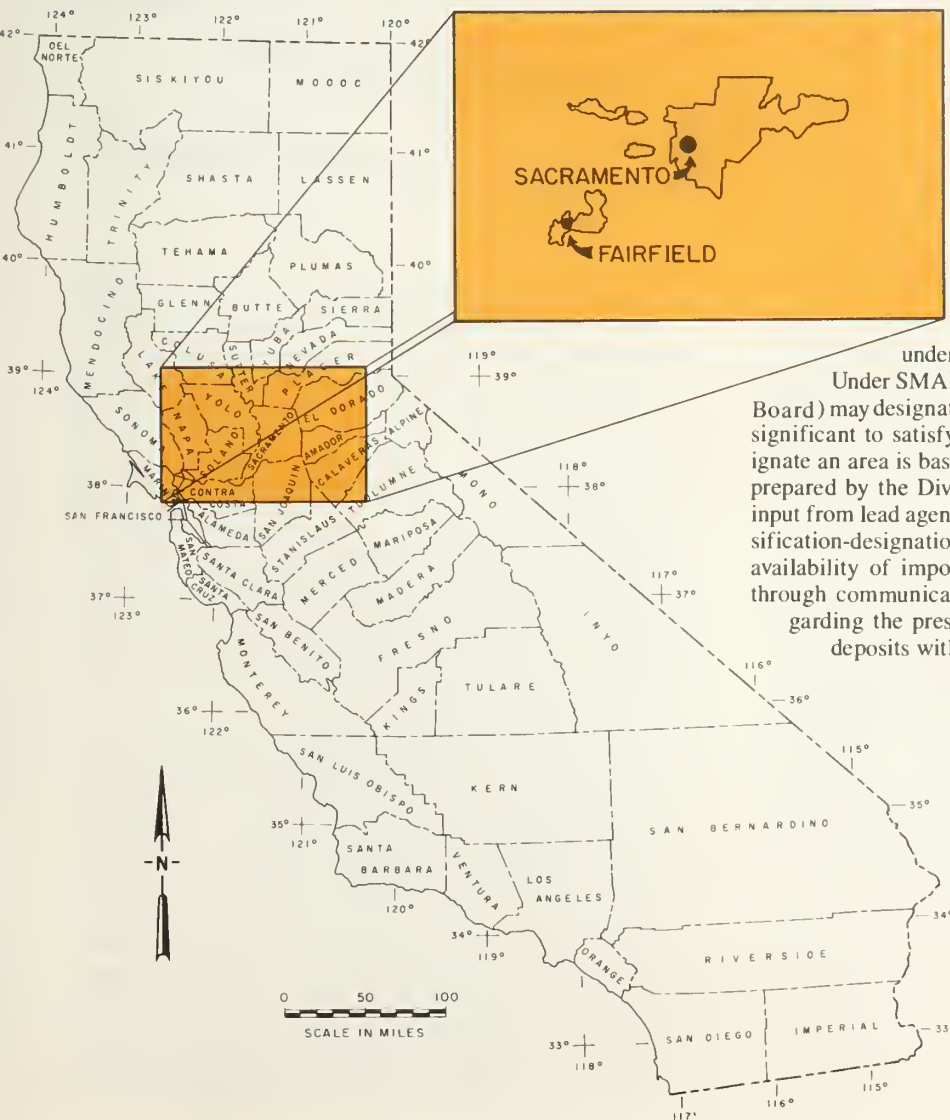 124°
123°
122°
121°
120°
42°
42°
OEL
NORTE
SISKIYOU
MOOOC
41°
41°
HUMBOLDT
TRINITY
SHASTA
LASSEN
SACRAMENTO
FAIRFIELD
40°
40°
TEHAMA
PLUMAS
MENDOCINO
GLENN
BUTTE
SIERRA
COLUSA
SUTTER
YUBA
NEVADA
PLACER
LAKE
39°
124°
119°
39°
SONOMA
NAPA
YOLO
SOLANO
SACRAMENTO
EL DORADO
AMADOR
ALPINE
CALAVERAS
TUOLUMNE
MONO
MARIN
38°
118°
38°
CONTRA
COSTA
SAN FRANCISCO
ALAMEDA
SAN JOAQUIN
STANISLAUS
MARIPOSA
SAN
MATEO
SANTA CLARA
SANTA
CRUZ
MERCED
MADERA
37°
123°
117°
37°
SAN BENITO
FRESNO
INYO
MONTEREY
KINGS
TULARE
36°
122°
116°
36°
SAN LUIS OBISPO
KERN
SAN BERNARDINO
115°
35°
35°
121°
SANTA
BARBARA
VENTURA
LOS
ANGELES
120°
34°
119°
34°
ORANGE
RIVERSIDE
SAN DIEGO
IMPERIAL
33°
118°
33°
117°
116°
115°
-N-
0 50 100
SCALE IN MILES
under
Under SMA
Board) may designat
significant to satisfy
ignate an area is bas
prepared by the Div
input from lead agen
sification-designatio
availability of impo
through communica
garding the pres
deposits with